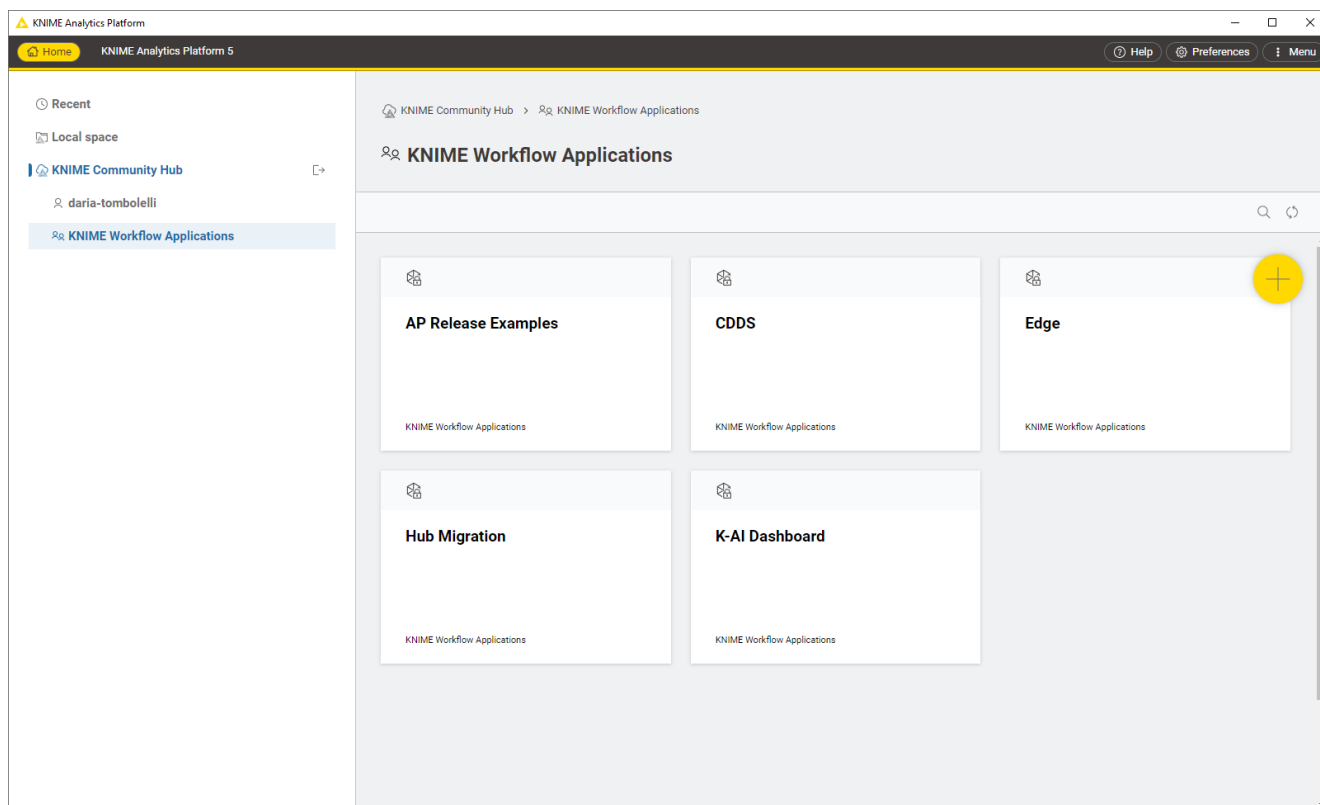 KNIME Analytics Platform
Home
KNIME Analytics Platform 5
Help
Preferences
Menu
Recent
Local space
KNIME Community Hub
daria-tombolelli
KNIME Workflow Applications
KNIME Community Hub > KNIME Workflow Applications
KNIME Workflow Applications
AP Release Examples
KNIME Workflow Applications
CDDS
KNIME Workflow Applications
Edge
KNIME Workflow Applications
Hub Migration
KNIME Workflow Applications
K-AI Dashboard
KNIME Workflow Applications